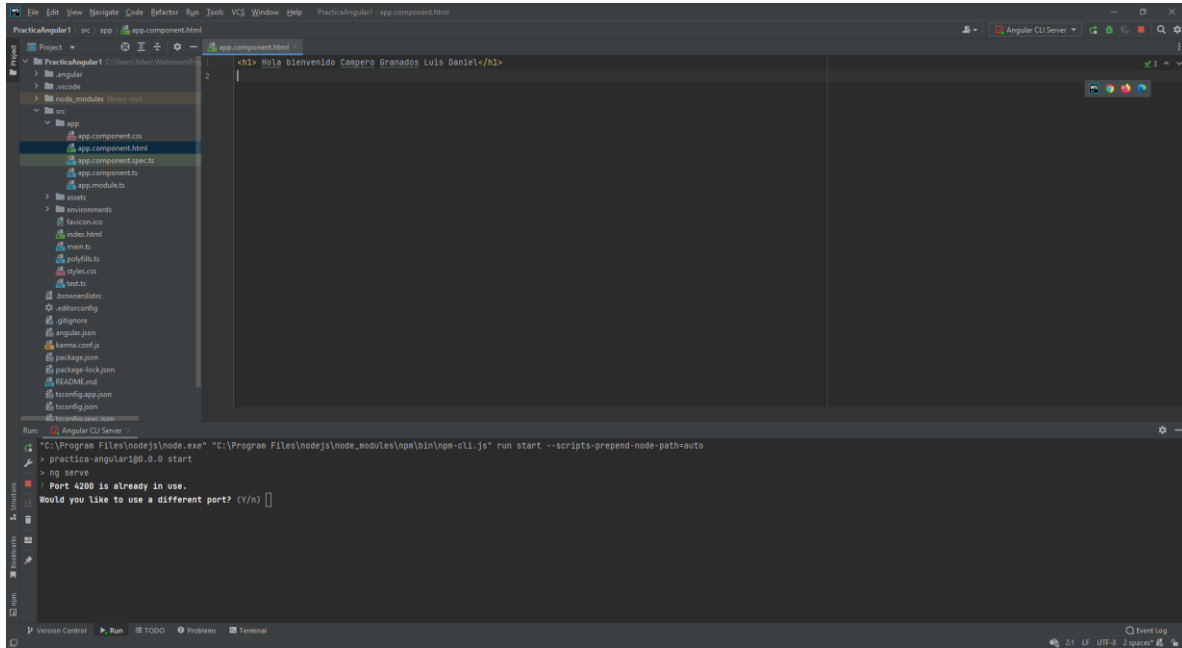 File Edit View Navigate Code Refactor Run Tools VCS Window Help PracticaAngular1 - app.component.html
PracticaAngular1 src app app.component.html Angular CLI Server
Project app.component.html
PracticaAngular1
1 <h1> Hola bienvenido Campero Granados Luis Daniel</h1> 3
.angular
2
.vscode
node_modules library root
src
app
app.component.css
app.component.html
app.component.spec.ts
app.component.ts
app.module.ts
assets
environments
favicon.ico
index.html
main.ts
polyfills.ts
styles.css
test.ts
.browserslistrc
.editorconfig
.gitignore
angular.json
karma.conf.js
package.json
package-lock.json
README.md
tsconfig.app.json
tsconfig.json
tsconfig.spec.json
Run: Angular CLI Server
"C:\Program Files\nodejs\node.exe" "C:\Program Files\nodejs\node_modules\npm\bin\npm-cli.js" run start --scripts-prepend-node-path=auto
> practica-angular1@0.0.0 start
> ng serve
? Port 4200 is already in use.
Would you like to use a different port? (Y/n)
Structure
Bookmarks
npm
Version Control Run TODO Problems Terminal Event Log
2:1 LF UTF-8 2 spaces*